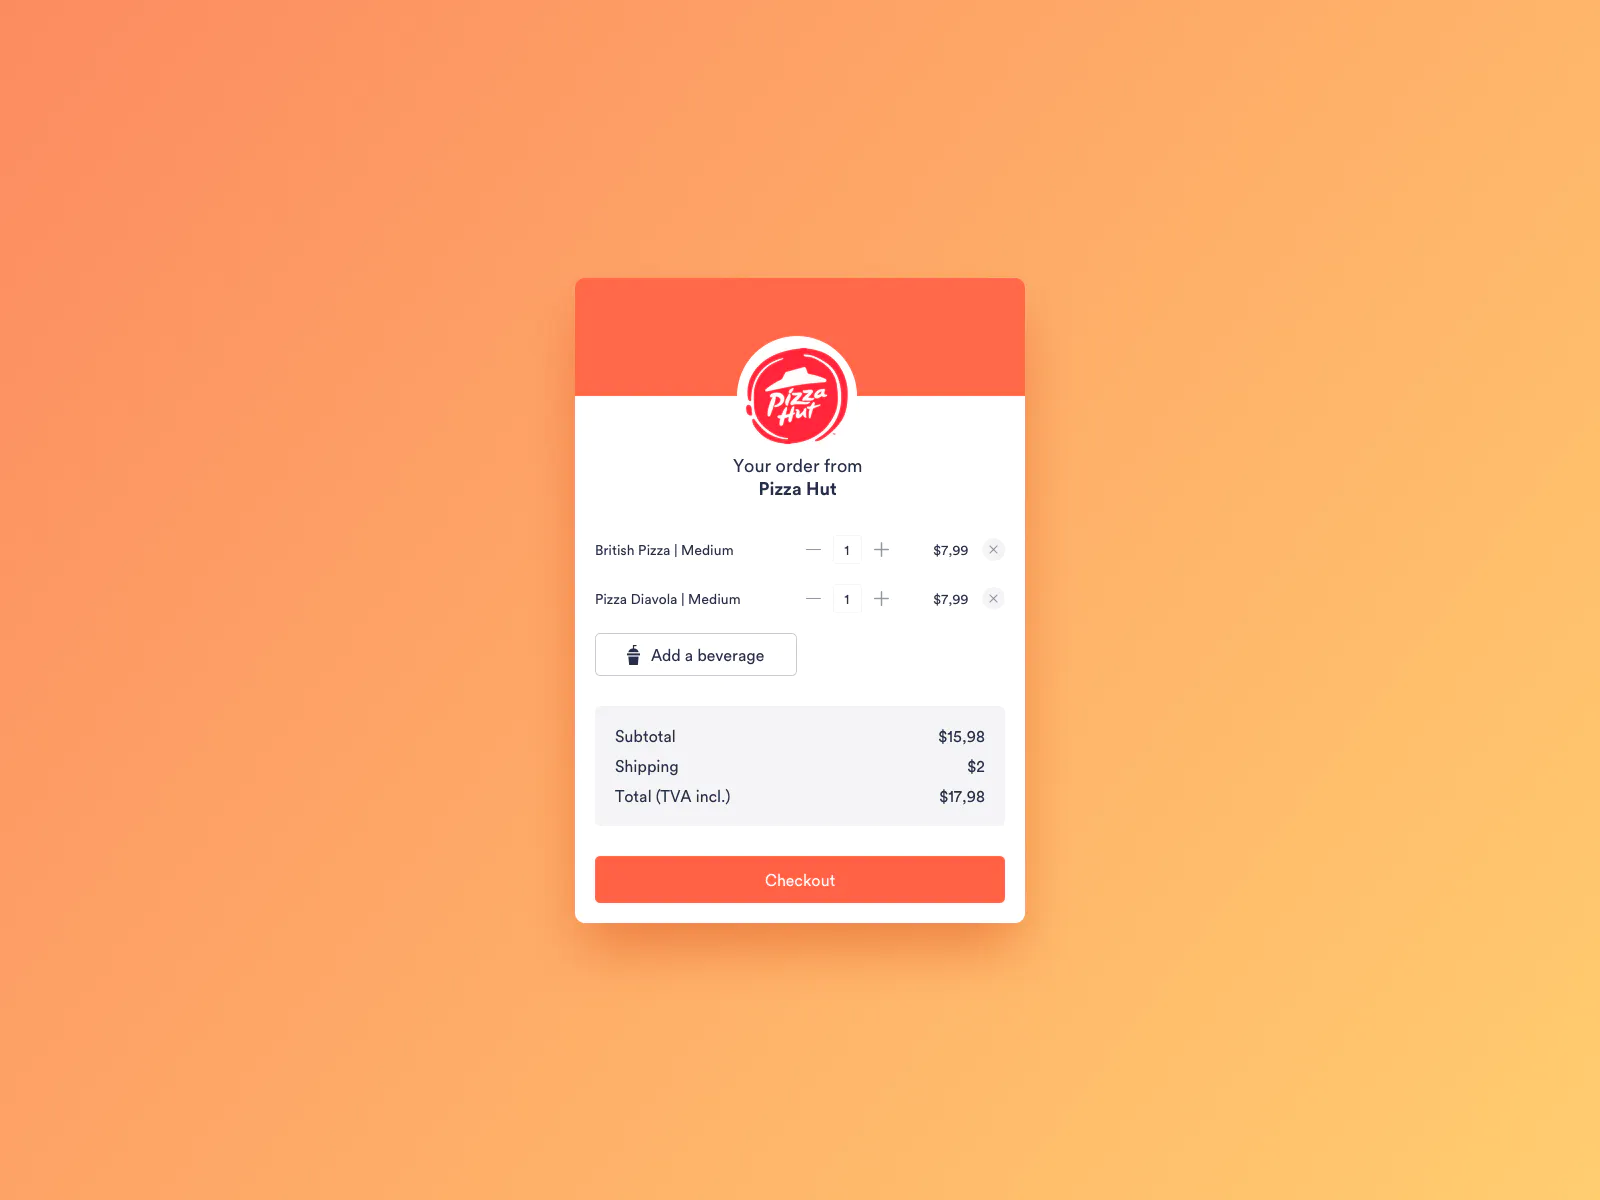 Pizza
Hut
Your order from
Pizza Hut
British Pizza | Medium 1 $7,99
Pizza Diavola | Medium 1 $7,99
Add a beverage
Subtotal $15,98
Shipping $2
Total (TVA incl.) $17,98
Checkout